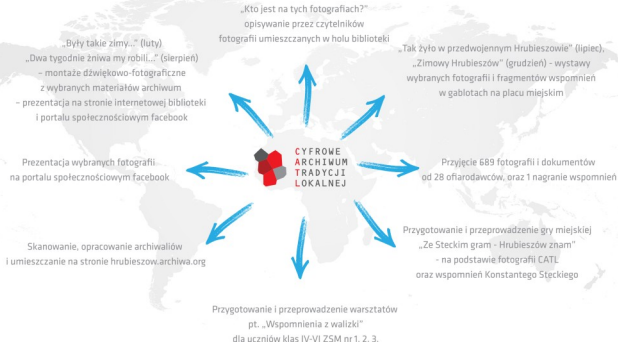 „Kto jest na tych fotografiach?”
opisywanie przez czytelników
fotografii umieszczanych w holu biblioteki
„Były takie zimy...” (luty)
„Dwa tygodnie żniwa my robili...” (sierpień)
– montaże dźwiękowo-fotograficzne
z wybranych materiałów archiwum
– prezentacja na stronie internetowej biblioteki
i portalu społecznościowym facebook
„Tak żyło w przedwojennym Hrubieszowie” (lipiec),
„Zimowy Hrubieszów” (grudzień) - wystawy
wybranych fotografii i fragmentów wspomnień
w gablotach na placu miejskim
CYFROWE
ARCHIWUM
TRADYCJI
LOKALNEJ
Prezentacja wybranych fotografii
na portalu społecznościowym facebook
Przyjęcie 689 fotografii i dokumentów
od 28 ofiarodawców, oraz 1 nagranie wspomnień
Skanowanie, opracowanie archiwaliów
i umieszczanie na stronie hrubieszow.archiwa.org
Przygotowanie i przeprowadzenie gry miejskiej
„Ze Steckim gram - Hrubieszów znam”
- na podstawie fotografii CATL
oraz wspomnień Konstantego Steckiego
Przygotowanie i przeprowadzenie warsztatów
pt. „Wspomnienia z walizki”
dla uczniów klas IV-VI ZSM nr 1, 2, 3.